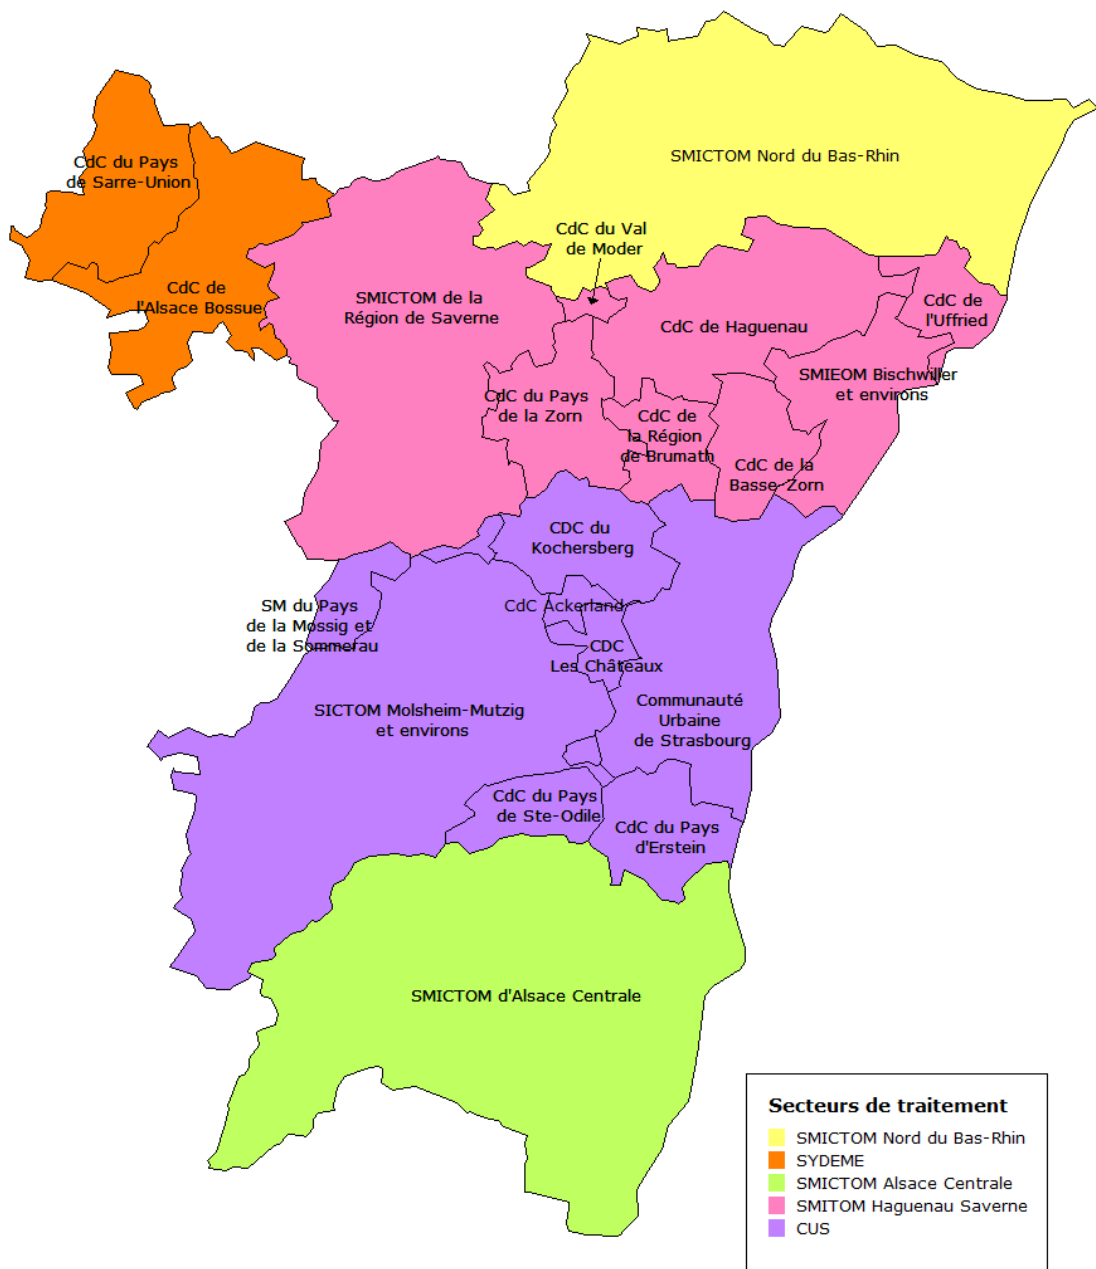 SMICTOM Nord du Bas-Rhin
CdC du Pays
de Sarre-Union
CdC du Val
de Moder
CdC de
l'Alsace Bossue
SMICTOM de la
Région de Saverne
CdC de Haguenau
CdC de
l'Uffried
SMIEOM Bischwiller
et environs
CdC du Pays
de la Zorn
CdC de
la Région
de Brumath
CdC de la
Basse-Zorn
CDC du
Kochersberg
CdC Ackerland
SM du Pays
de la Mossig et
de la Sommerau
CDC
Les Châteaux
SICTOM Molsheim-Mutzig
et environs
Communauté
Urbaine
de Strasbourg
CdC du Pays
de Ste-Odile
CdC du Pays
d'Erstein
SMICTOM d'Alsace Centrale
Secteurs de traitement
SMICTOM Nord du Bas-Rhin
SYDEME
SMICTOM Alsace Centrale
SMITOM Haguenau Saverne
CUS